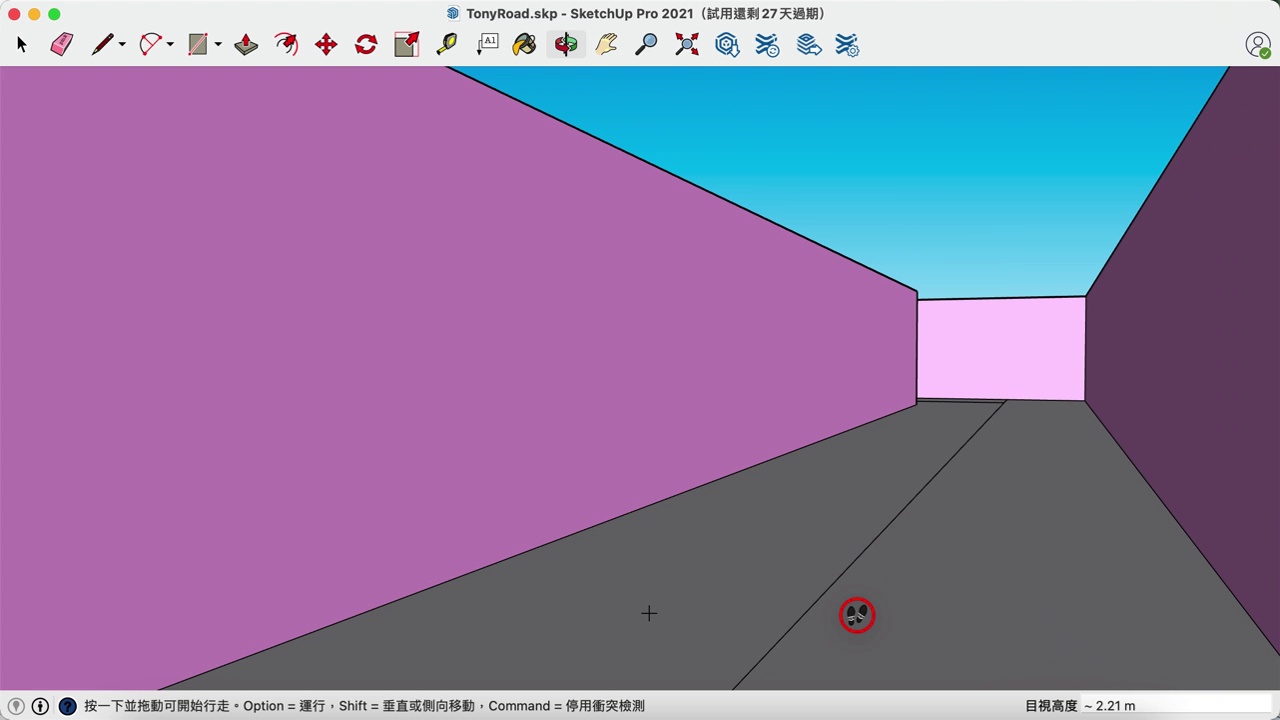 TonyRoad.skp - SketchUp Pro 2021（試用還剩 27 天過期）
A1
按一下並拖動可開始行走。Option = 運行，Shift = 垂直或側向移動，Command = 停用衝突檢測
目視高度 ~ 2.21 m